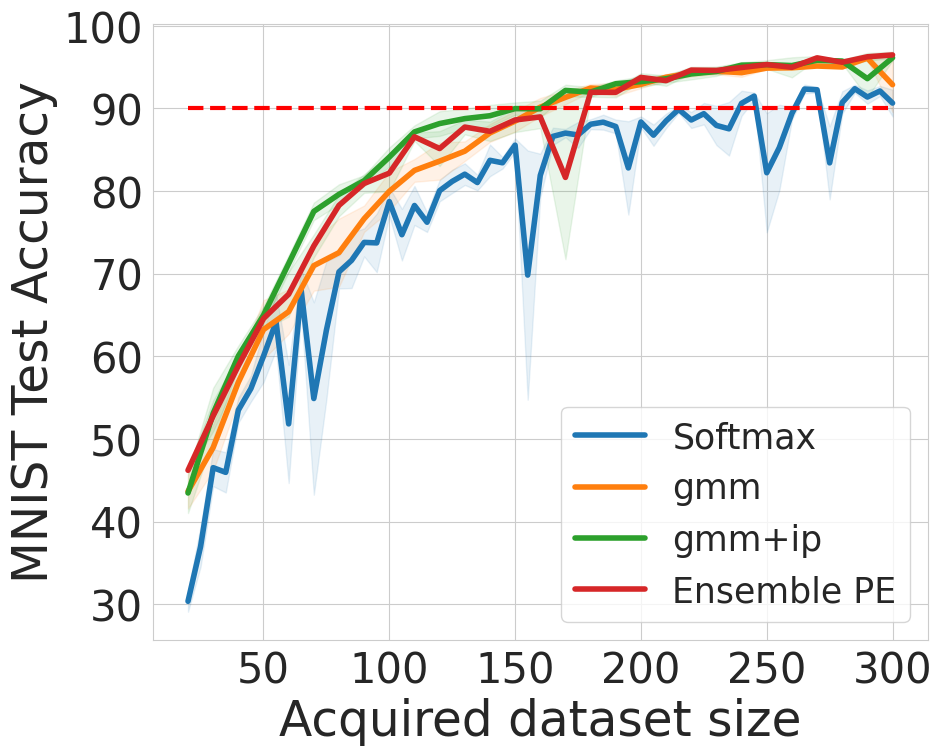 MNIST Test Accuracy
100
90
80
70
60
50
40
30
Softmax
gmm
gmm+ip
Ensemble PE
50
100
150
200
250
300
Acquired dataset size